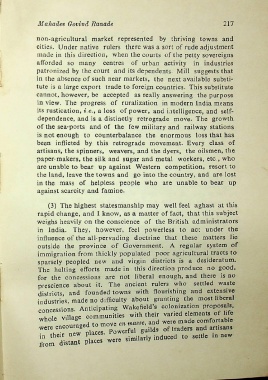 Mahadev Govind Ranade 217
non-agricultural market represented by thriving towns and
cities. Under native rulers there was a sort of rude adjustment
made in this direction, when the courts of the petty sovereigns
afforded so many centres of urban activity in industries
patronized by the court and its dependents. Mill suggests that
in the absence of such near markets, the next available substi-
tute is a large export trade to foreign countries. This substitute
cannot, however, be accepted as really answering the purpose
in view. The progress of ruralization in modern India means
its rustication, i.e., a loss of power, and intelligence, and self-
dependence, and is a distinctly retrograde move. The growth
of the sea-ports and of the few military and railway stations
is not enough to counterbalance the enormous loss that has
been inflicted by this retrograde movement. Every class of
artisans, the spinners, weavers, and the dyers, the oilsmen, the
paper-makers, the silk and sugar and metal workers, etc., who
are unable to bear up against Western competition, resort to
the land, leave the towns and go into the country, and are lost
in the mass of helpless people who are unable to bear up
against scarcity and famine.
(3) The highest statesmanship may well feel aghast at this
rapid change, and I know, as a matter of fact, that this subject
weighs heavily on the conscience of the British administrators
in India. They, however, feel powerless to act under the
influence of the all-pervading doctrine that these matters lie
outside the province of Government. A regular system of
immigration from thickly populated poor agricultural tracts to
sparsely peopled new and virgin districts is a desideratum.
The halting efforts made in this direction produce no good,
for the concessions are not liberal enough, and there is no
prescience about it. The ancient rulers who settled waste
districts, and founded towns with flourishing and extensive
industries, made no difficulty about granting the most liberal
concessions. Anticipating Wakefield's colonization proposals,
whole village communities with their varied elements of life
were encouraged to move en masse, and were made comfortable
in their new places. Powerful guilds of traders and artisans
from distant places were similarly induced to settle in new